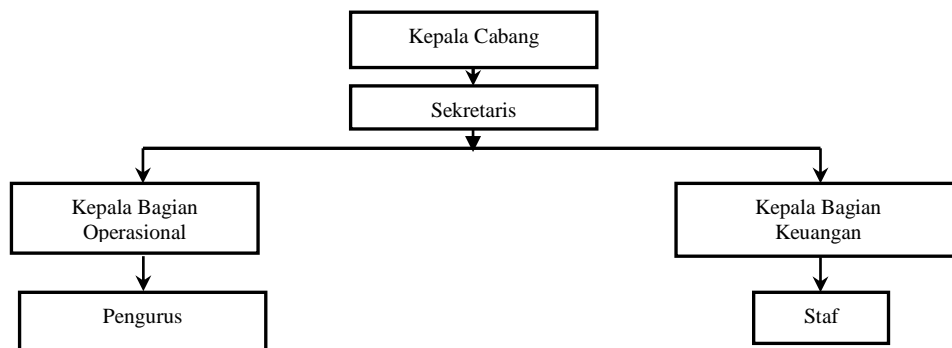 Kepala Cabang
Sekretaris
Kepala Bagian
Operasional
Kepala Bagian
Keuangan
Pengurus
Staf